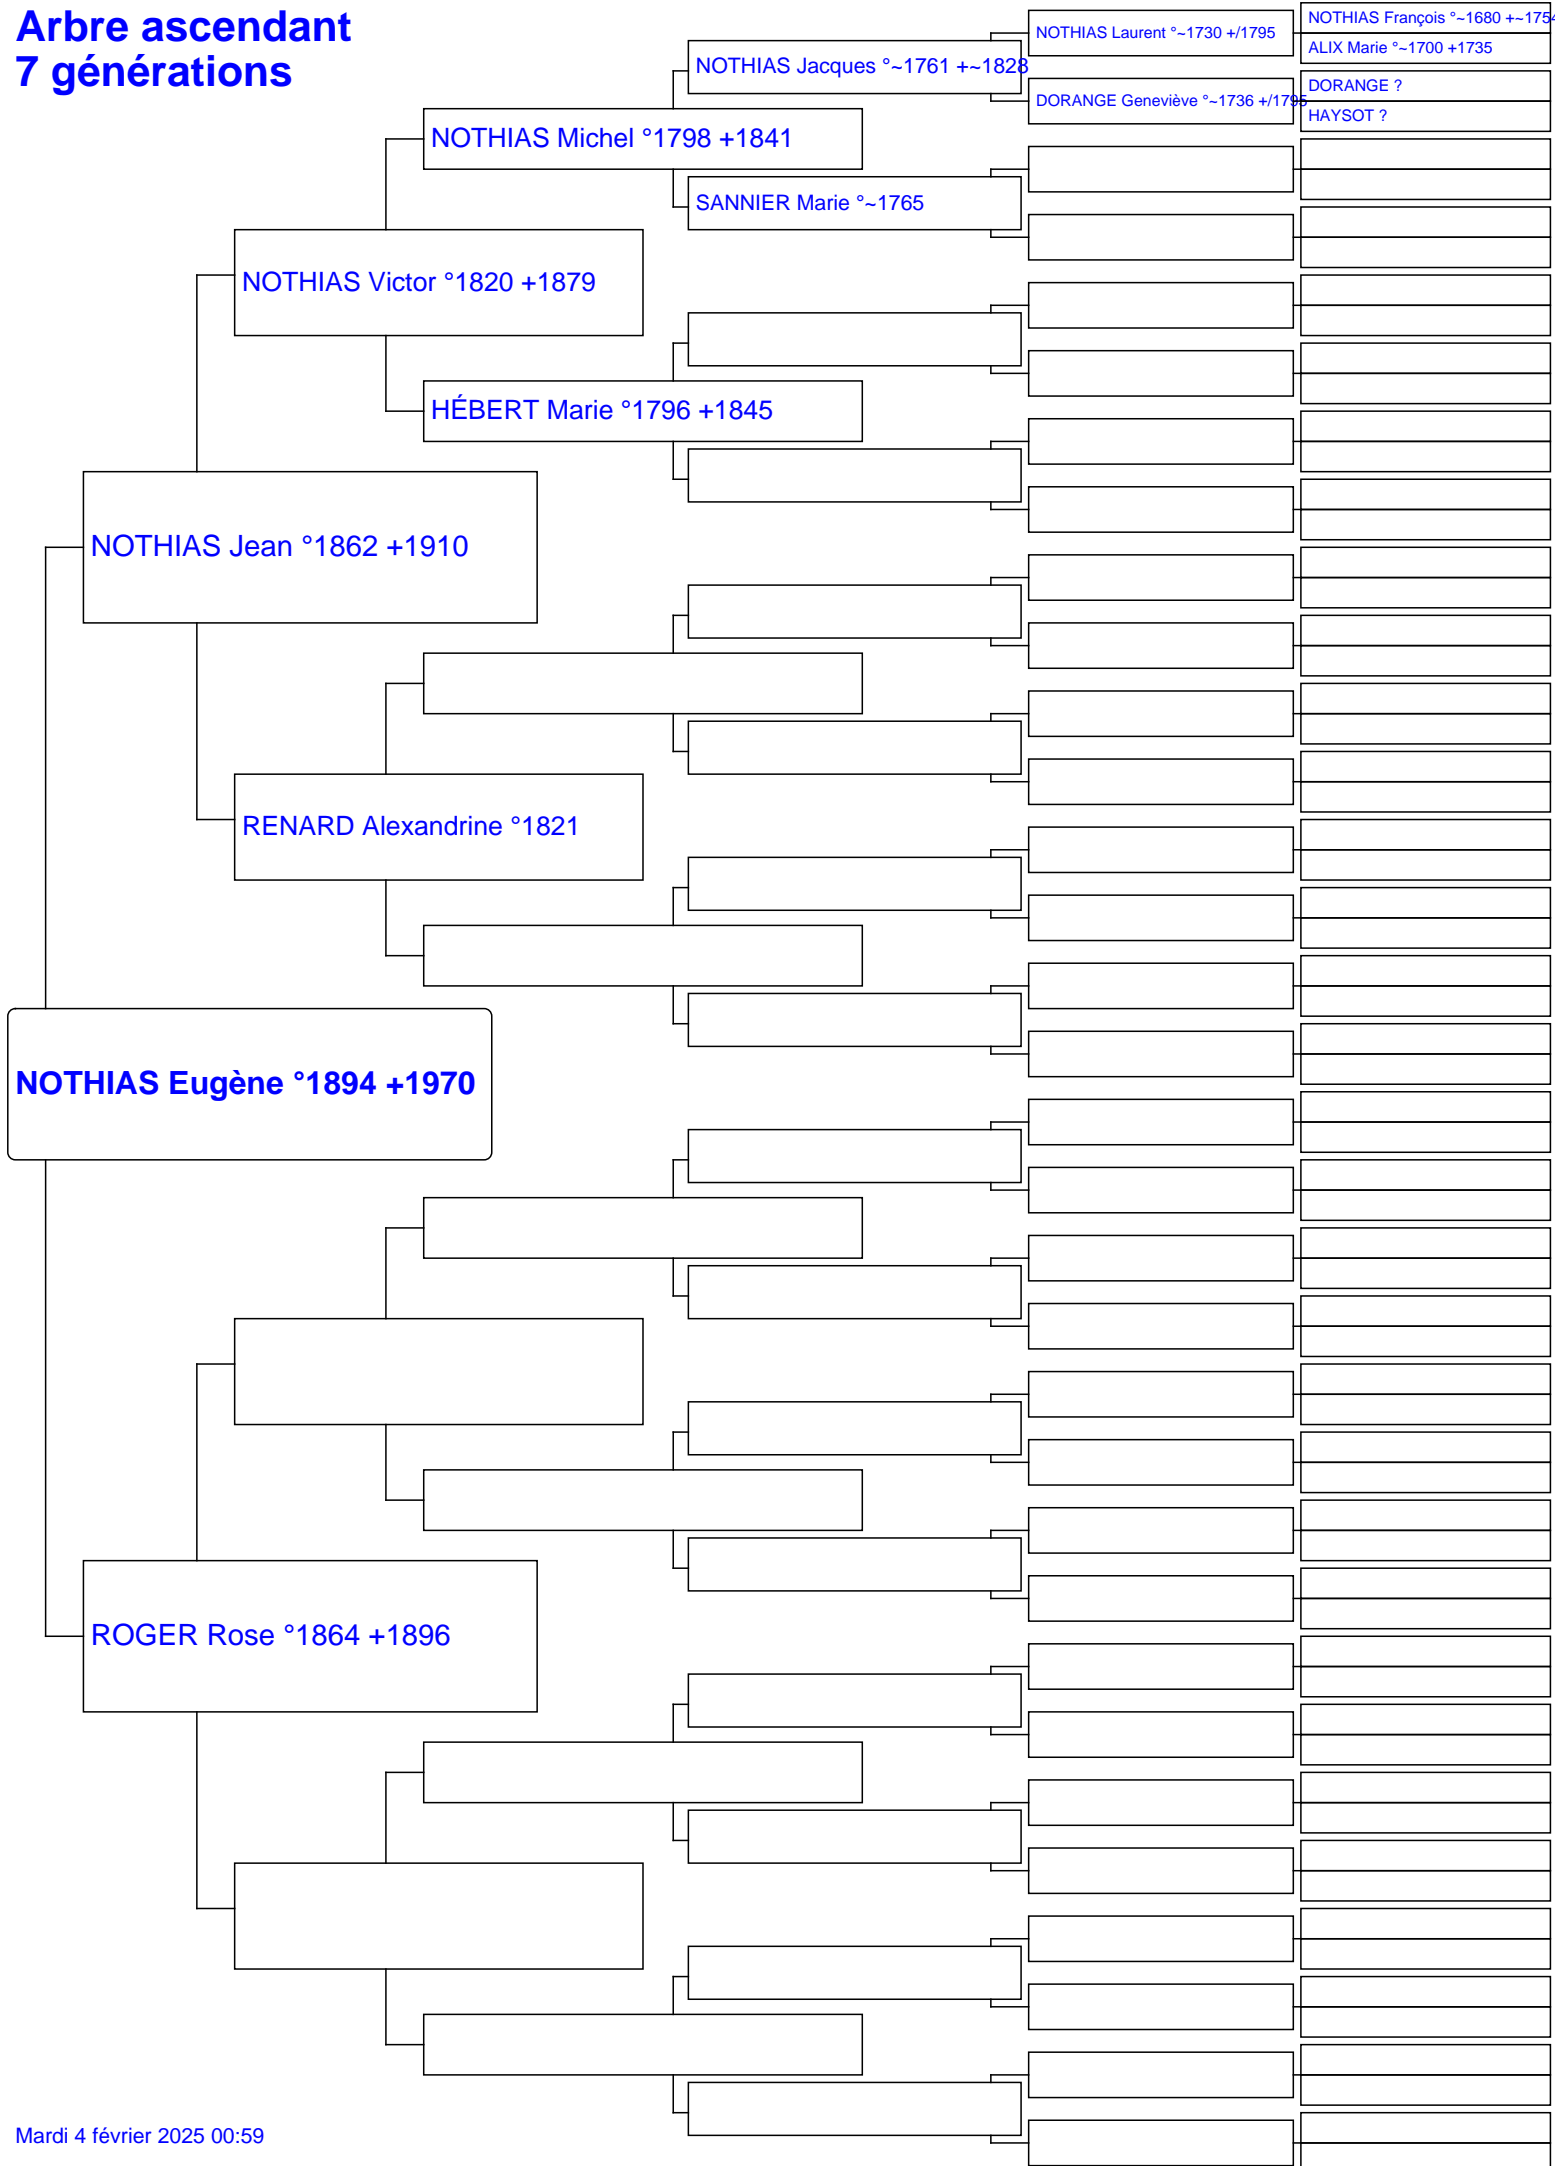 Arbre ascendant
7 générations
NOTHIAS François °~1680 +~1754
NOTHIAS Laurent °~1730 +/1795
ALIX Marie °~1700 +1735
NOTHIAS Jacques °~1761 +~1828
DORANGE ?
DORANGE Geneviève °~1736 +/1795
HAYSOT ?
NOTHIAS Michel °1798 +1841
SANNIER Marie °~1765
NOTHIAS Victor °1820 +1879
HÉBERT Marie °1796 +1845
NOTHIAS Jean °1862 +1910
RENARD Alexandrine °1821
NOTHIAS Eugène °1894 +1970
ROGER Rose °1864 +1896
Mardi 4 février 2025 00:59